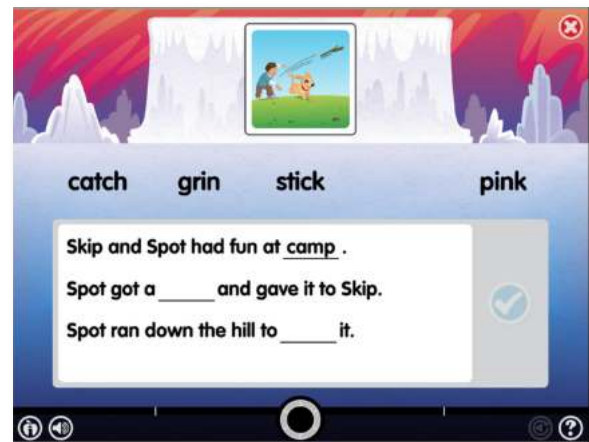 catch grin stick pink
Skip and Spot had fun at camp .
Spot got a ______ and gave it to Skip.
Spot ran down the hill to ______ it.
?